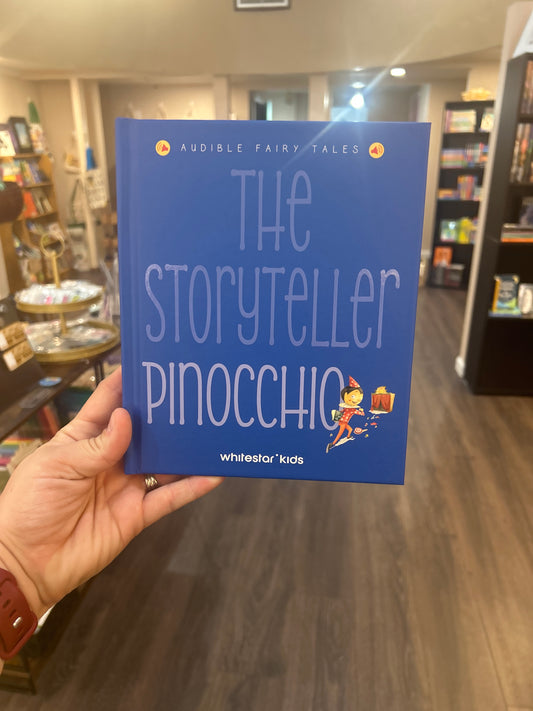 AUDIBLE FAIRY TALES
THE
STORYTELLER
PINOCCHIO
whitestar* kids